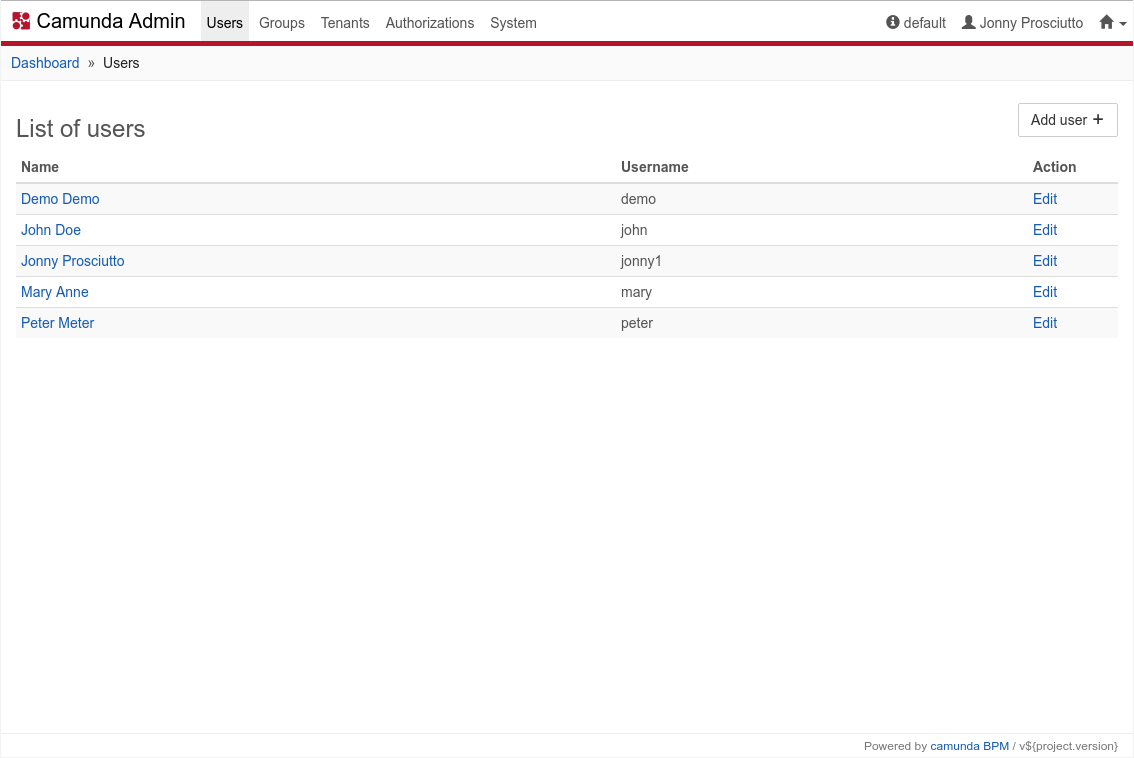 Camunda Admin Users Groups Tenants Authorizations System default Jonny Prosciutto
Dashboard » Users
List of users
Add user +
Name Username Action
Demo Demo demo Edit
John Doe john Edit
Jonny Prosciutto jonny1 Edit
Mary Anne mary Edit
Peter Meter peter Edit
Powered by camunda BPM / v${project.version}